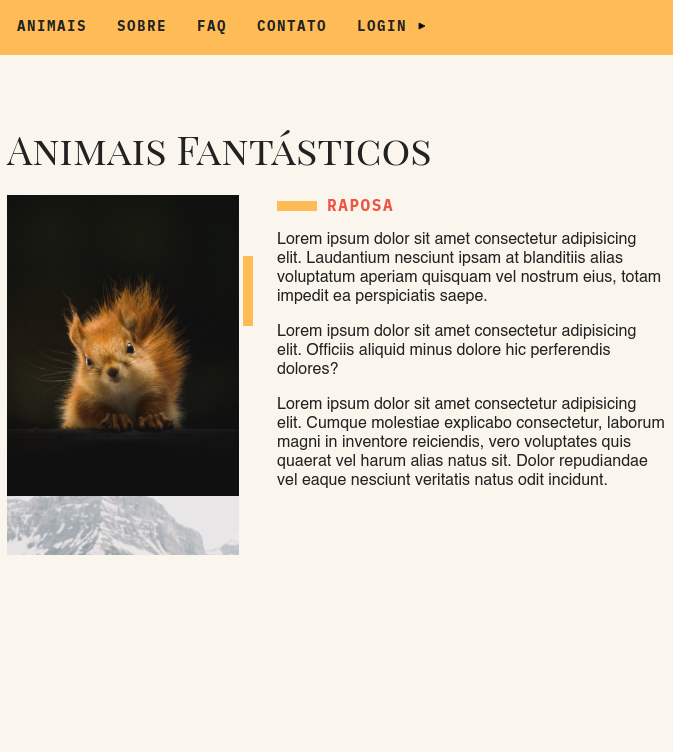 ANIMAIS SOBRE FAQ CONTATO LOGIN ▸
Animais Fantásticos
RAPOSA
Lorem ipsum dolor sit amet consectetur adipisicing
elit. Laudantium nesciunt ipsam at blanditiis alias
voluptatum aperiam quisquam vel nostrum eius, totam
impedit ea perspiciatis saepe.
Lorem ipsum dolor sit amet consectetur adipisicing
elit. Officiis aliquid minus dolore hic perferendis
dolores?
Lorem ipsum dolor sit amet consectetur adipisicing
elit. Cumque molestiae explicabo consectetur, laborum
magni in inventore reiciendis, vero voluptates quis
quaerat vel harum alias natus sit. Dolor repudiandae
vel eaque nesciunt veritatis natus odit incidunt.